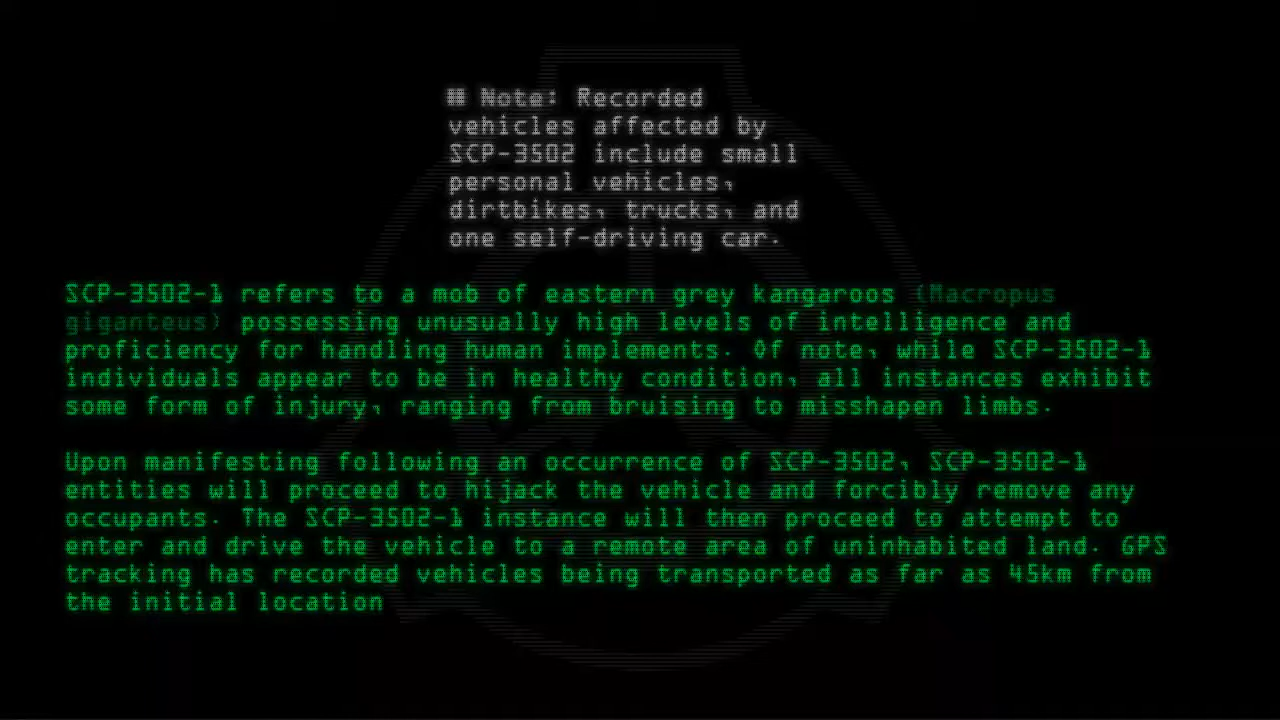 # Note: Recorded
vehicles affected by
SCP-3502 include small
personal vehicles,
dirtbikes, trucks, and
one self-driving car.
SCP-3502-1 refers to a mob of eastern grey kangaroos (Macropus
giganteus) possessing unusually high levels of intelligence and
proficiency for handling human implements. Of note, while SCP-3502-1
individuals appear to be in healthy condition, all instances exhibit
some form of injury, ranging from bruising to misshapen limbs.
Upon manifesting following an occurrence of SCP-3502, SCP-3502-1
entities will proceed to hijack the vehicle and forcibly remove any
occupants. The SCP-3502-1 instance will then proceed to attempt to
enter and drive the vehicle to a remote area of uninhabited land. GPS
tracking has recorded vehicles being transported as far as 45km from
the initial location